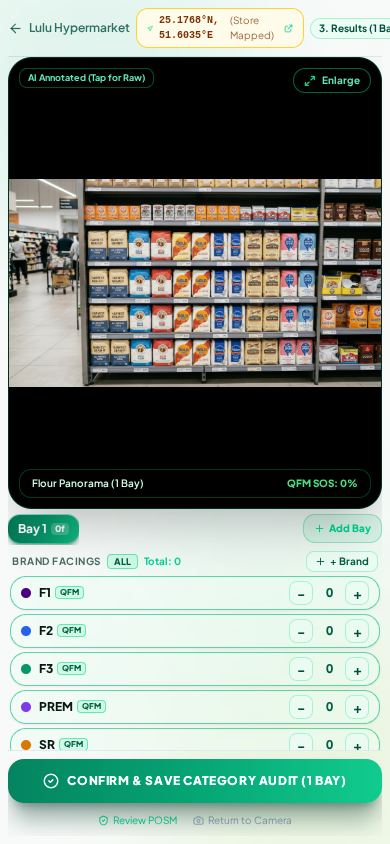 Lulu Hypermarket
25.1768°N, 51.6035°E
(Store Mapped)
3. Results (1 Ba
AI Annotated (Tap for Raw)
Enlarge
Flour Panorama (1 Bay)
QFM SOS: 0%
Bay 1 0f
+ Add Bay
BRAND FACINGS ALL Total: 0
+ + Brand
F1 QFM − 0 +
F2 QFM − 0 +
F3 QFM − 0 +
PREM QFM − 0 +
SR QFM − 0 +
CONFIRM & SAVE CATEGORY AUDIT (1 BAY)
Review POSM
Return to Camera